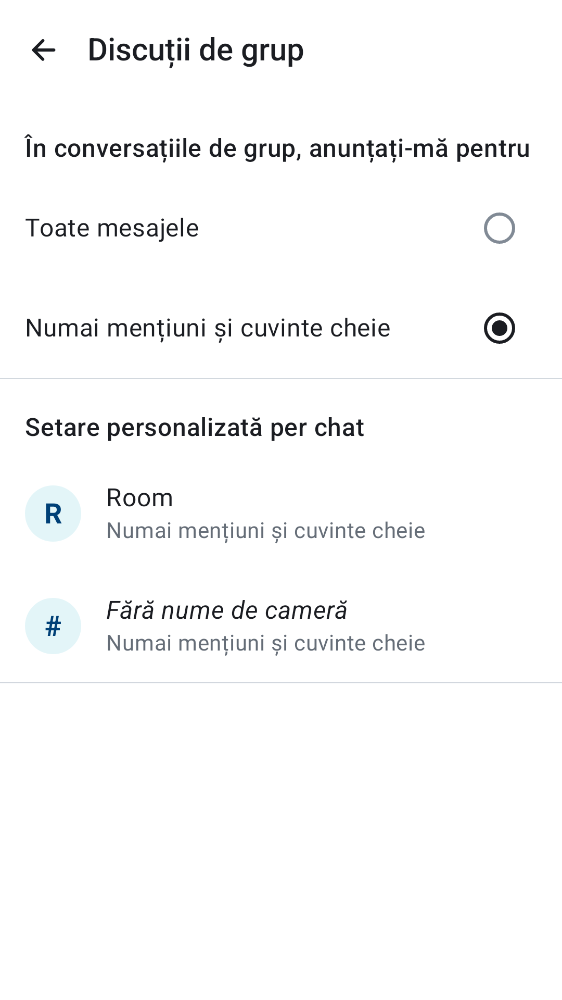 Discuții de grup
În conversațiile de grup, anunțați-mă pentru
Toate mesajele
Numai mențiuni și cuvinte cheie
Setare personalizată per chat
R
Room
Numai mențiuni și cuvinte cheie
#
Fără nume de cameră
Numai mențiuni și cuvinte cheie